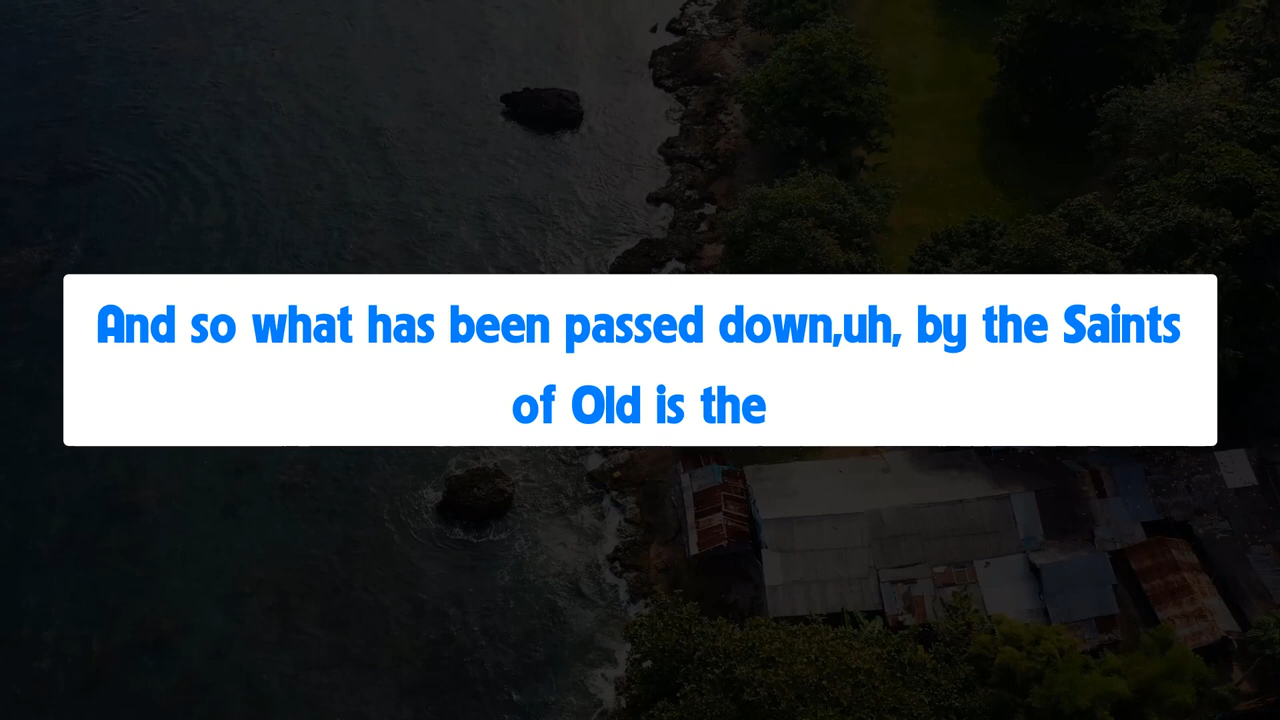 And so what has been passed down,uh, by the Saints
of Old is the